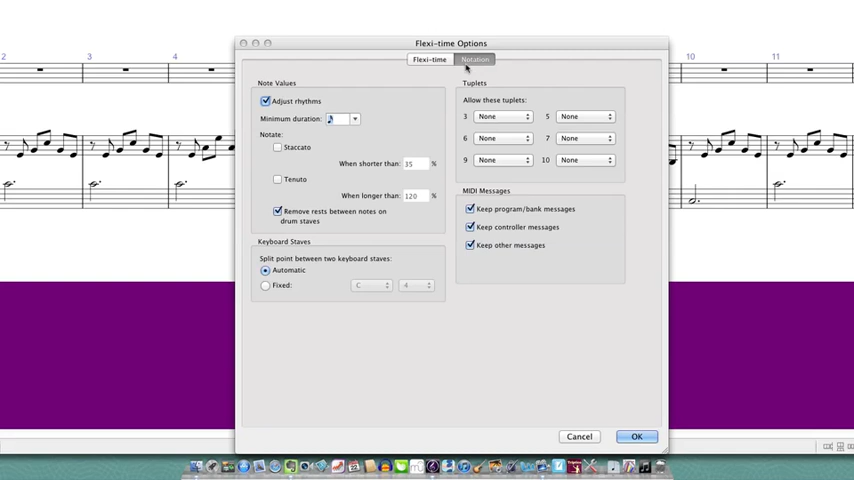 Flexi-time Options
Flexi-time Notation
2 3 4 10 11
Note Values
Adjust rhythms
Minimum duration:
Notate:
Staccato
When shorter than: 35 %
Tenuto
When longer than: 120 %
Remove rests between notes on
drum staves
Keyboard Staves
Split point between two keyboard staves:
Automatic
Fixed: C 4
Tuplets
Allow these tuplets:
3 None 5 None
6 None 7 None
9 None 10 None
MIDI Messages
Keep program/bank messages
Keep controller messages
Keep other messages
Cancel OK